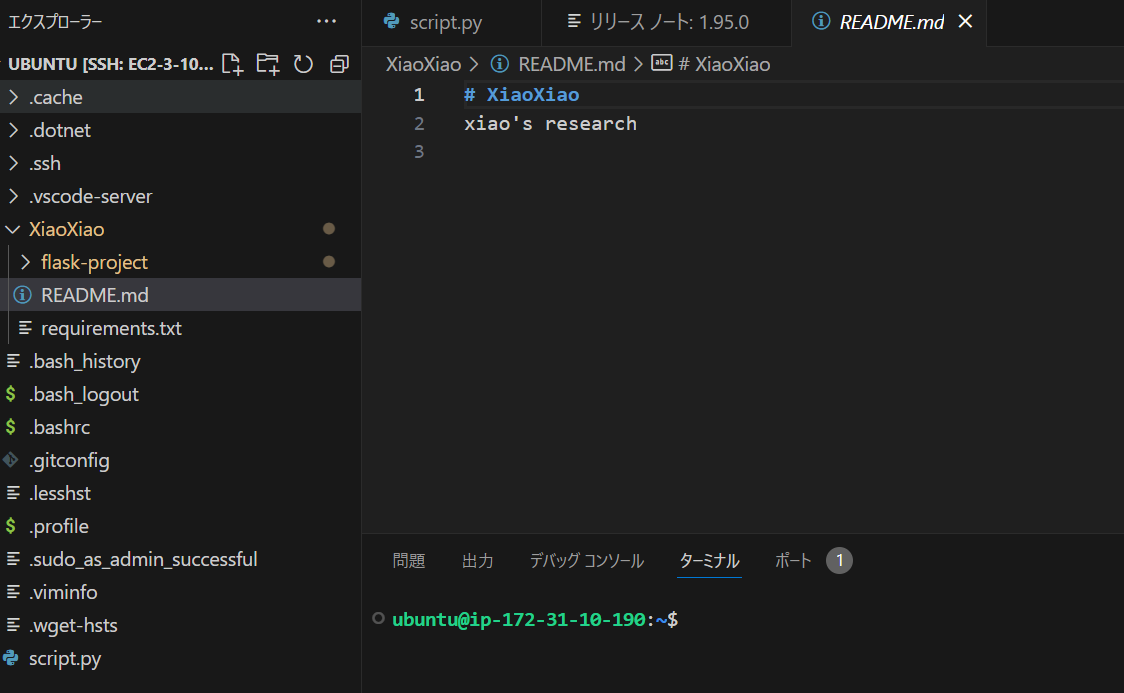 エクスプローラー
UBUNTU [SSH: EC2-3-10...
.cache
.dotnet
.ssh
.vscode-server
XiaoXiao
flask-project
README.md
requirements.txt
.bash_history
.bash_logout
.bashrc
.gitconfig
.lesshst
.profile
.sudo_as_admin_successful
.viminfo
.wget-hsts
script.py
script.py リリース ノート: 1.95.0 README.md
XiaoXiao > README.md > abc # XiaoXiao
1 # XiaoXiao
2 xiao's research
3
問題 出力 デバッグ コンソール ターミナル ポート 1
ubuntu@ip-172-31-10-190:~$